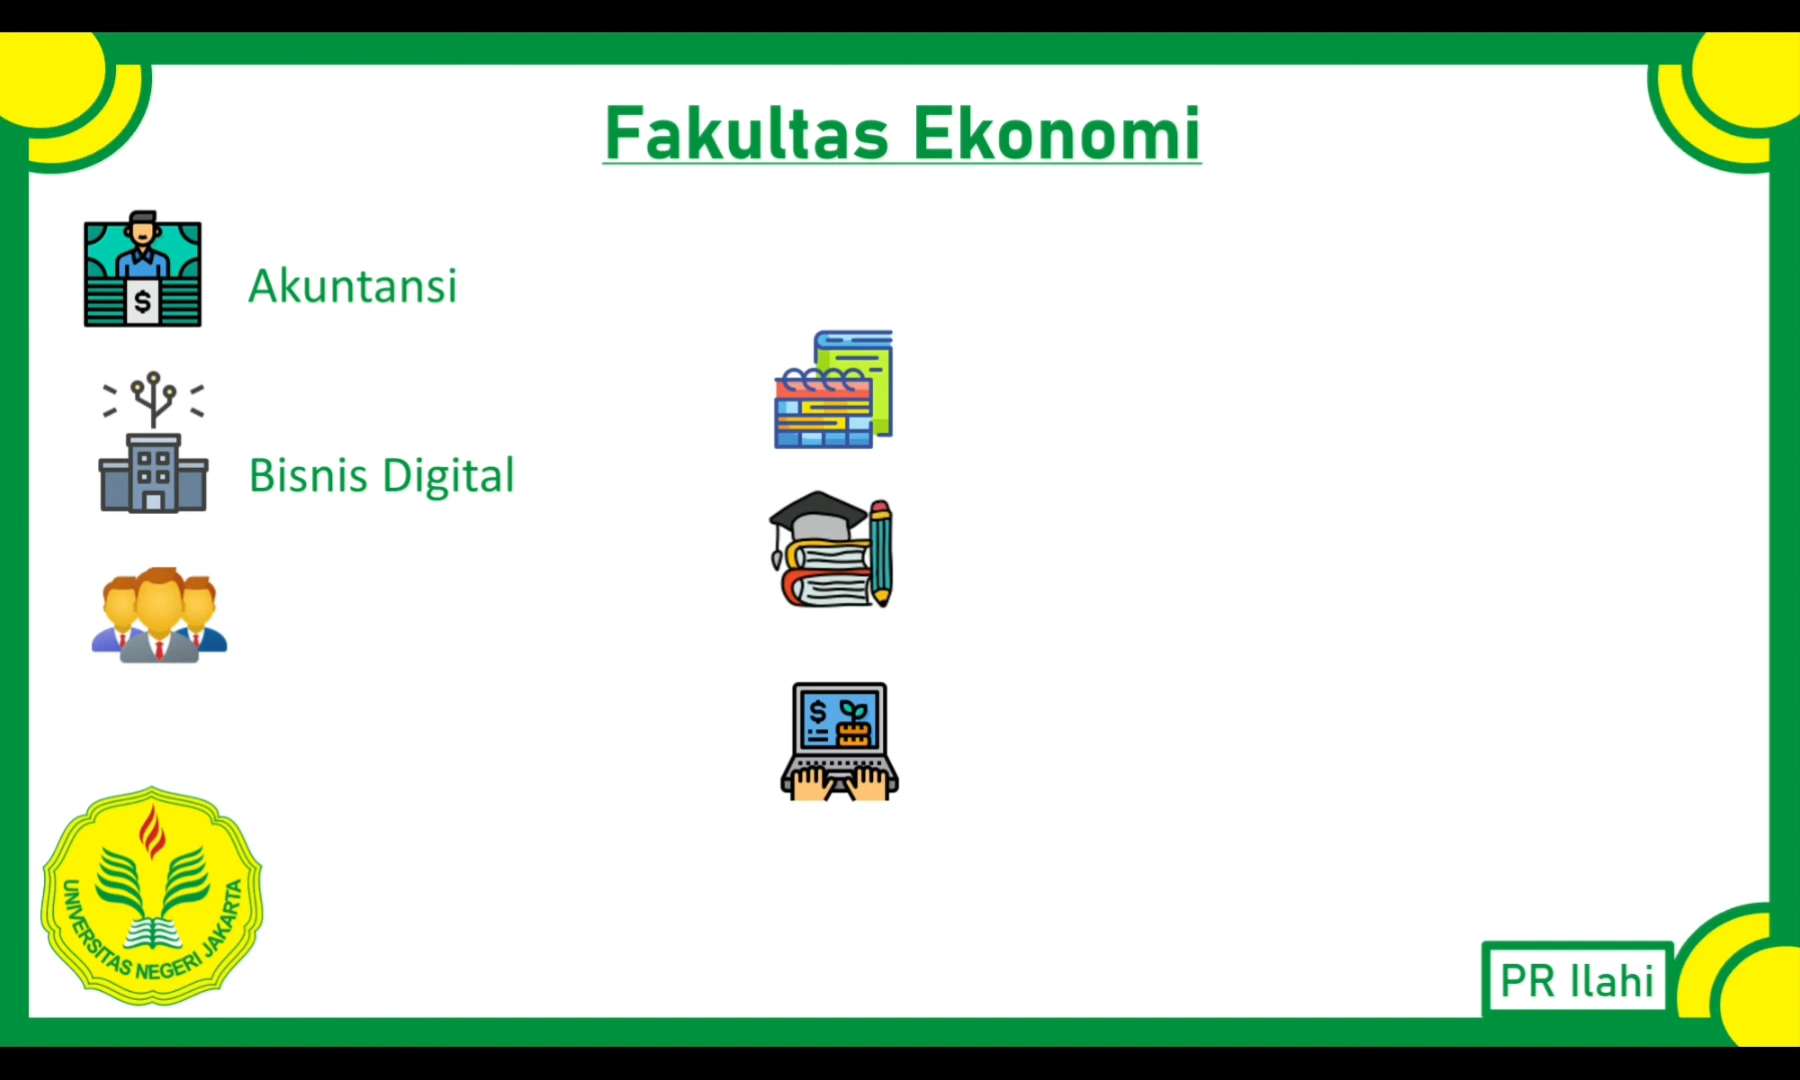 Fakultas Ekonomi
Akuntansi
Bisnis Digital
UNIVERSITAS NEGERI JAKARTA
PR Ilahi